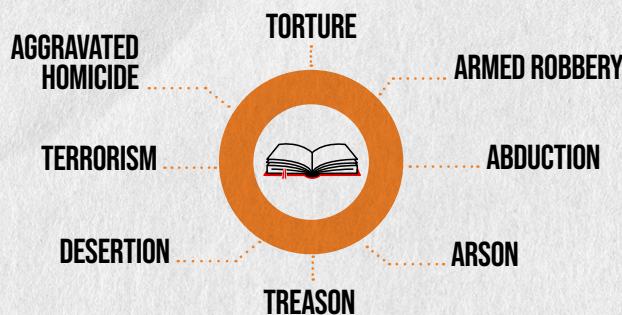 TORTURE
AGGRAVATED
HOMICIDE
ARMED ROBBERY
TERRORISM
ABDUCTION
DESERTION
ARSON
TREASON